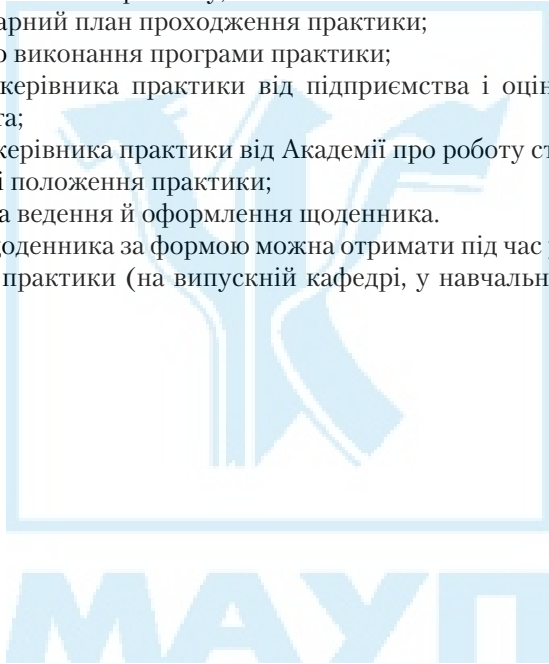 арний план проходження практики;
о виконання програми практики;
керівника практики від підприємства і оцін
та;
керівника практики від Академії про роботу ст
і положення практики;
а ведення й оформлення щоденника.
щоденника за формою можна отримати під час
практики (на випускній кафедрі, у навчальн
МАУП